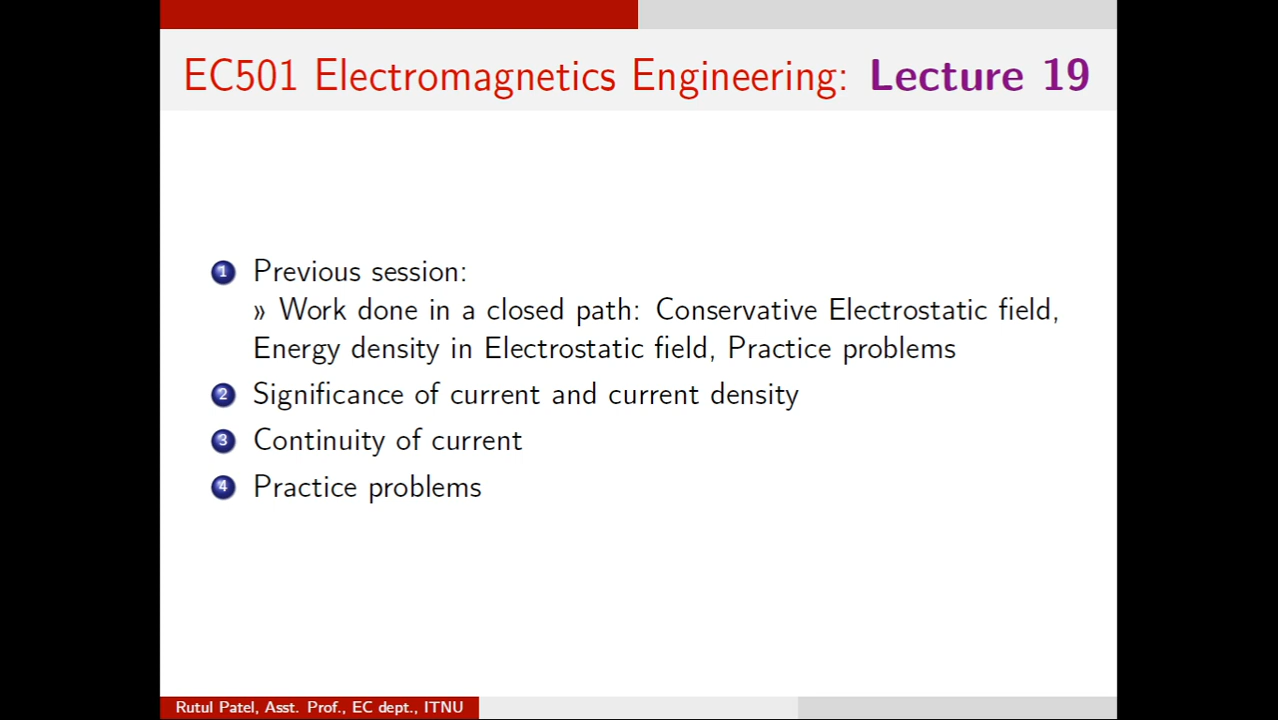 EC501 Electromagnetics Engineering: Lecture 19
1 Previous session:
» Work done in a closed path: Conservative Electrostatic field,
Energy density in Electrostatic field, Practice problems
2 Significance of current and current density
3 Continuity of current
4 Practice problems
Rutul Patel, Asst. Prof., EC dept., ITNU